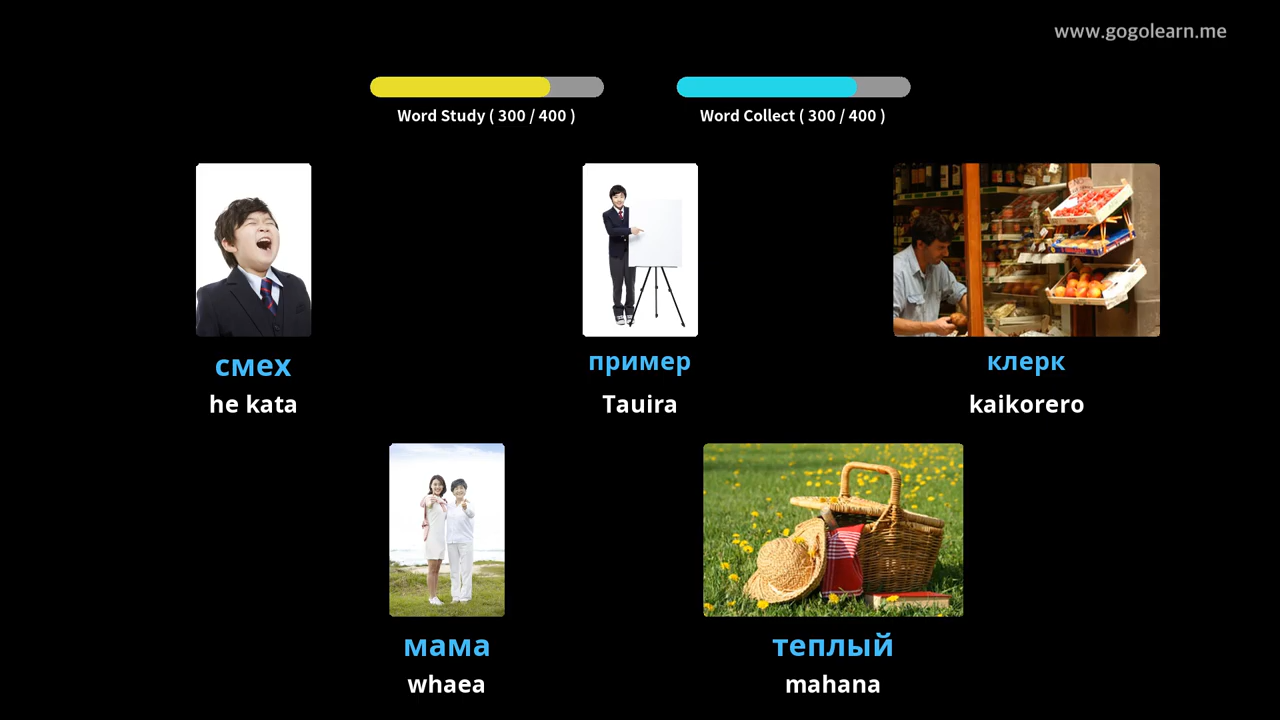 www.gogolearn.me
Word Study ( 300 / 400 )
Word Collect ( 300 / 400 )
смех
he kata
пример
Tauira
клерк
kaikorero
мама
whaea
теплый
mahana